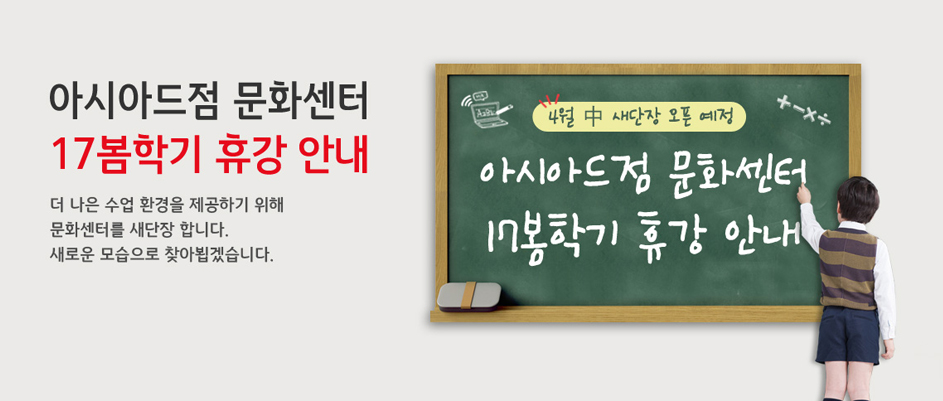 아시아드점 문화센터
17봄학기 휴강 안내
더 나은 수업 환경을 제공하기 위해
문화센터를 새단장 합니다.
새로운 모습으로 찾아뵙겠습니다.
4월 中 새단장 오픈 예정
아시아드점 문화센터
17봄학기 휴강 안내